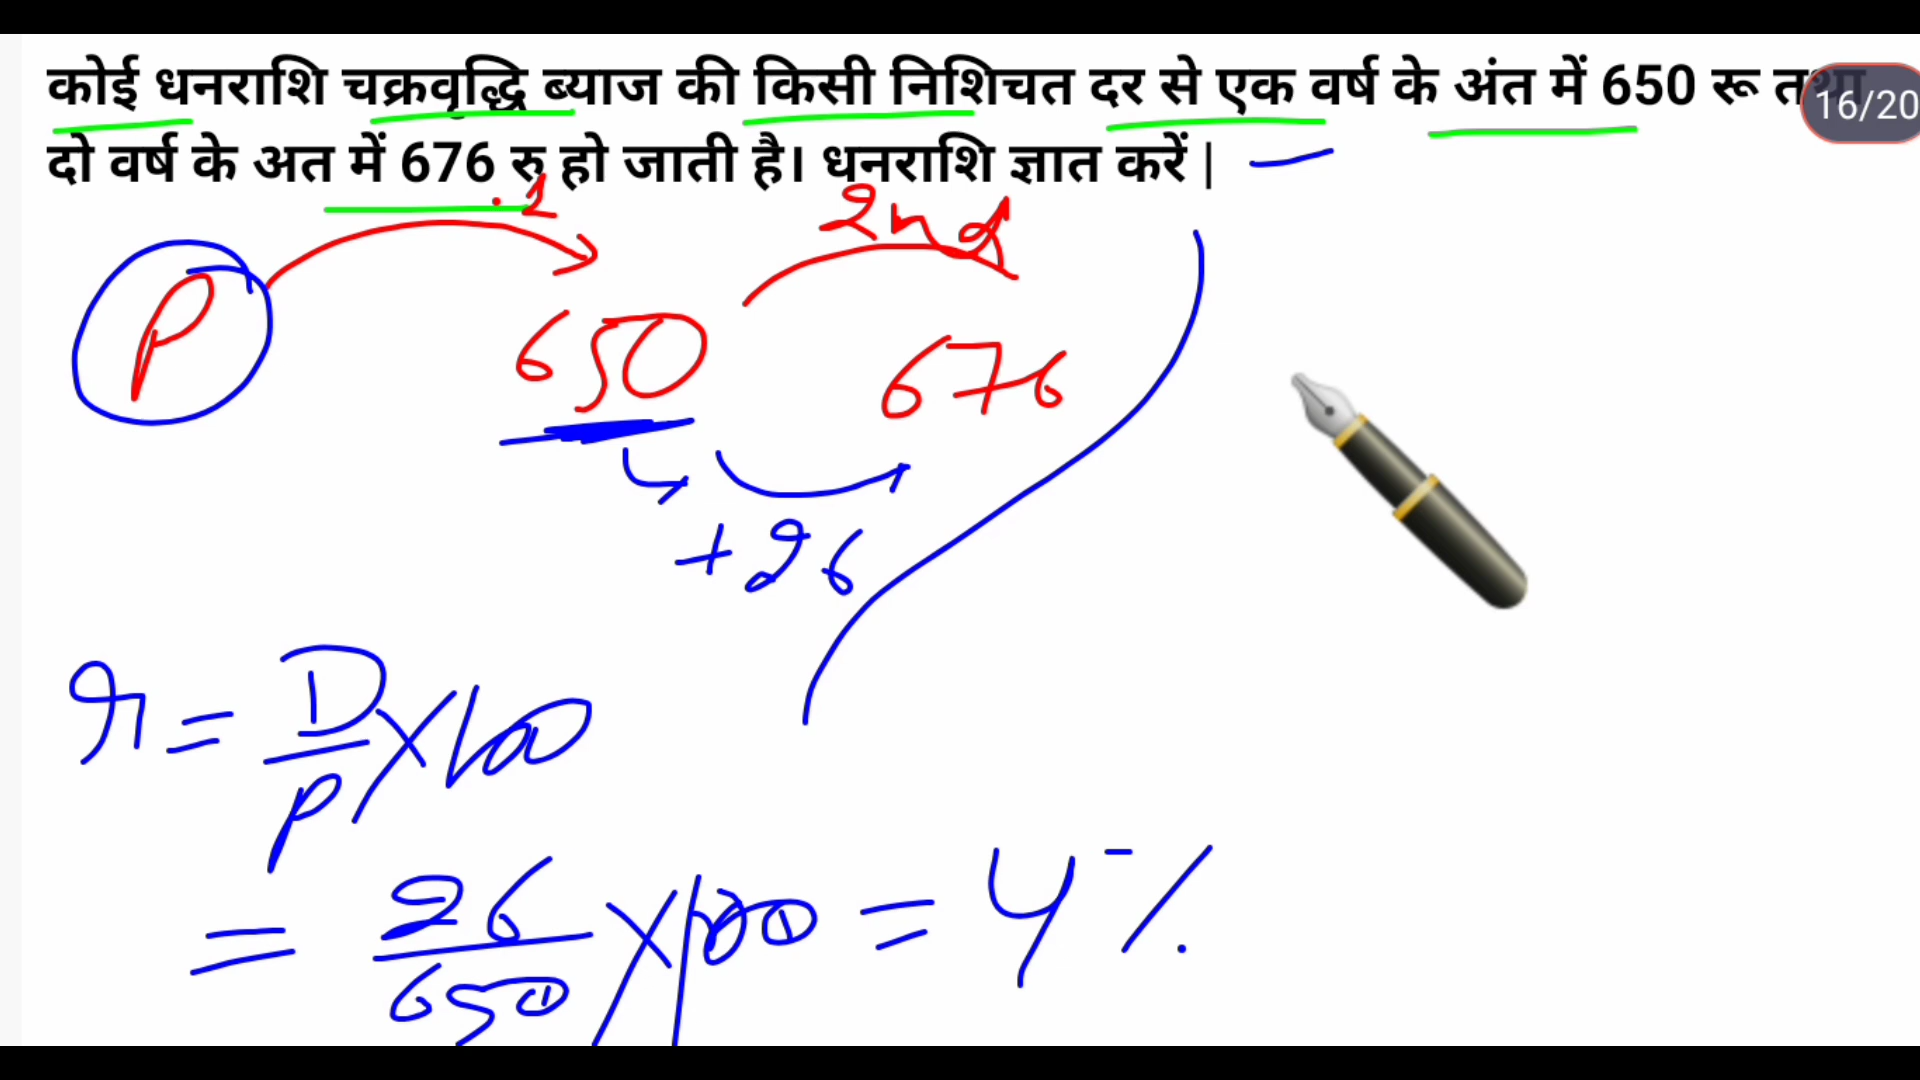 कोई धनराशि चक्रवृद्धि ब्याज की किसी निशिचत दर से एक वर्ष के अंत में 650 रू तथा
16/20
दो वर्ष के अत में 676 रु हो जाती है। धनराशि ज्ञात करें |
1 2nd
P 650 676
+26
r = D/P × 100
= 26/650 × 100 = 4%